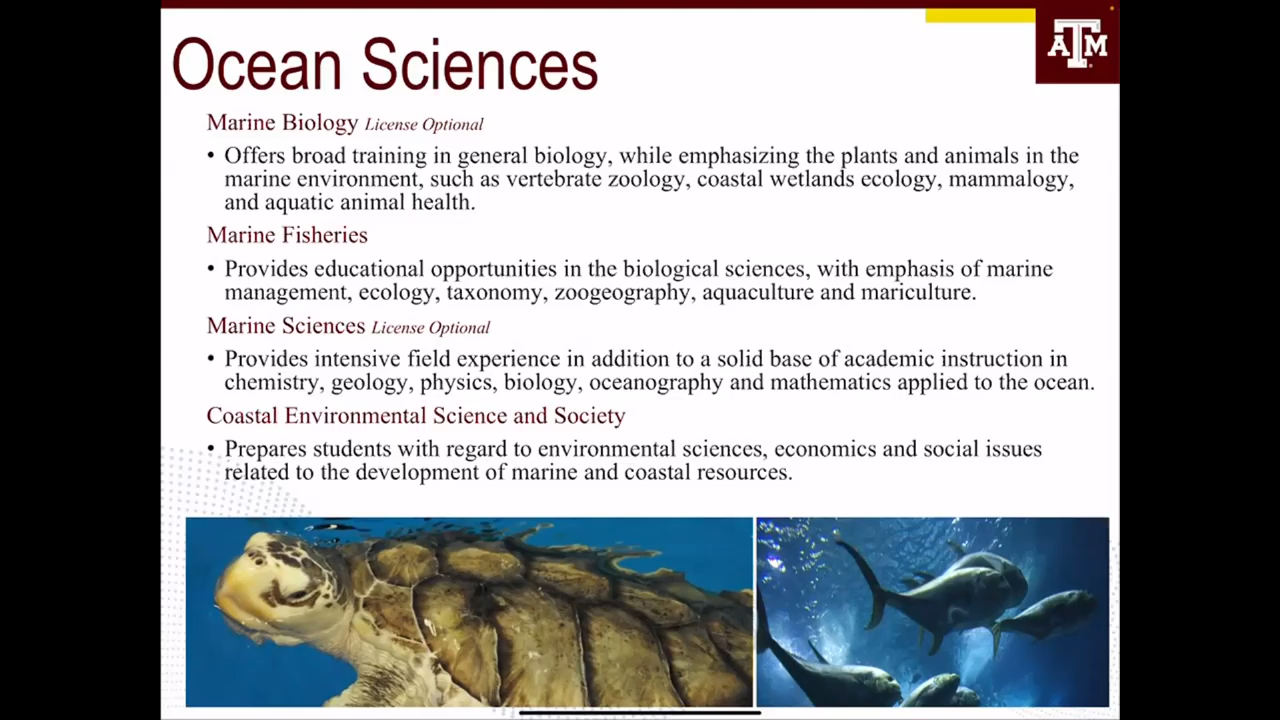 Ocean Sciences
ATM
Marine Biology License Optional
• Offers broad training in general biology, while emphasizing the plants and animals in the
marine environment, such as vertebrate zoology, coastal wetlands ecology, mammalogy,
and aquatic animal health.
Marine Fisheries
• Provides educational opportunities in the biological sciences, with emphasis of marine
management, ecology, taxonomy, zoogeography, aquaculture and mariculture.
Marine Sciences License Optional
• Provides intensive field experience in addition to a solid base of academic instruction in
chemistry, geology, physics, biology, oceanography and mathematics applied to the ocean.
Coastal Environmental Science and Society
• Prepares students with regard to environmental sciences, economics and social issues
related to the development of marine and coastal resources.